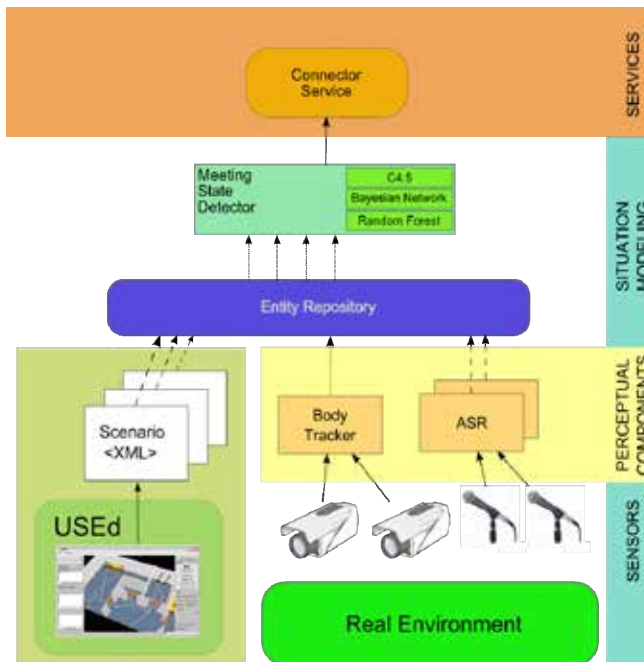 Connector
Service
SERVICES
Meeting
State
Detector
C4.5
Bayesian Network
Random Forest
SITUATION
MODELING
Entity Repository
Scenario
<XML>
Body
Tracker
ASR
PERCEPTUAL
COMPONENTS
USEd
SENSORS
Real Environment